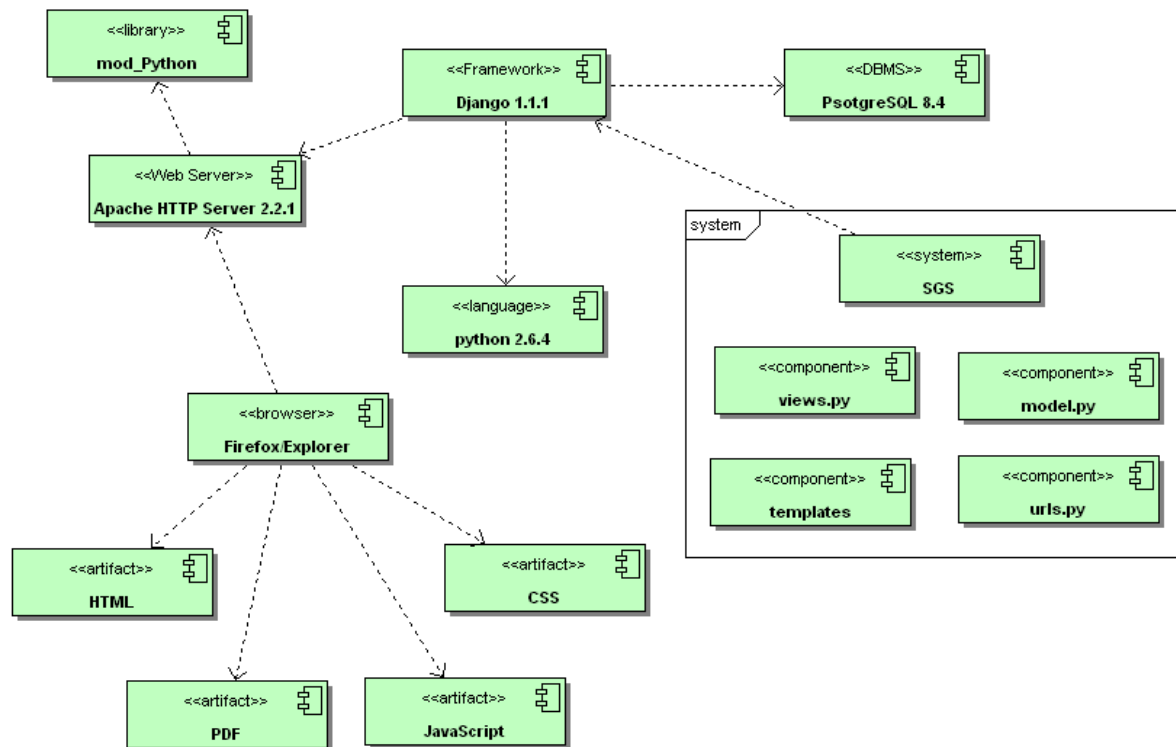 <<library>>
mod_Python
<<Framework>>
Django 1.1.1
<<DBMS>>
PsotgreSQL 8.4
<<Web Server>>
Apache HTTP Server 2.2.1
system
<<system>>
SGS
<<language>>
python 2.6.4
<<component>>
views.py
<<component>>
model.py
<<browser>>
Firefox/Explorer
<<component>>
templates
<<component>>
urls.py
<<artifact>>
HTML
<<artifact>>
CSS
<<artifact>>
PDF
<<artifact>>
JavaScript